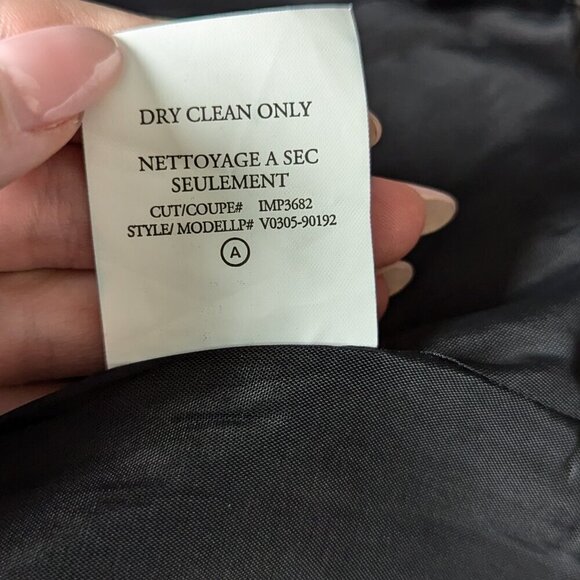 DRY CLEAN ONLY
NETTOYAGE A SEC
SEULEMENT
CUT/COUPE# IMP3682
STYLE/ MODELLP# V0305-90192
A